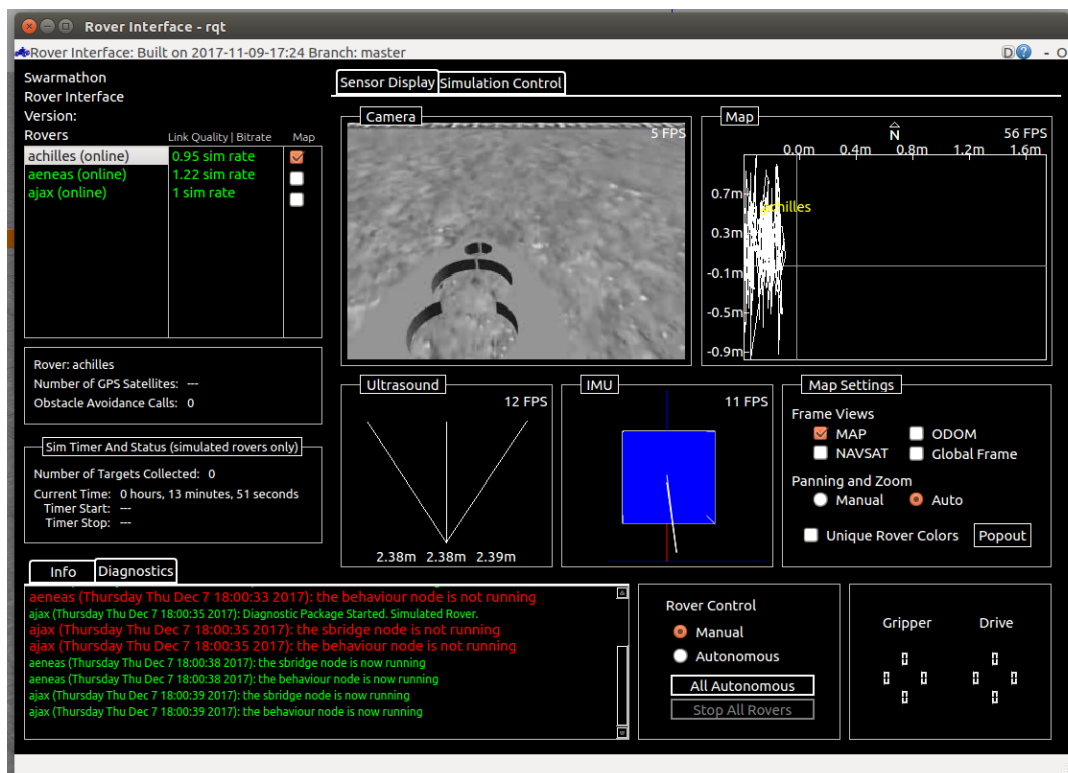 Rover Interface - rqt
Rover Interface: Built on 2017-11-09-17:24 Branch: master
D ? - O
Swarmathon
Rover Interface
Version:
Rovers
Link Quality | Bitrate
Map
achilles (online) 0.95 sim rate
aeneas (online) 1.22 sim rate
ajax (online) 1 sim rate
Rover: achilles
Number of GPS Satellites: ---
Obstacle Avoidance Calls: 0
Sim Timer And Status (simulated rovers only)
Number of Targets Collected: 0
Current Time: 0 hours, 13 minutes, 51 seconds
Timer Start: ---
Timer Stop: ---
Sensor Display
Simulation Control
Camera
5 FPS
Map
N
56 FPS
0.0m 0.4m 0.8m 1.2m 1.6m
0.7m
achilles
0.3m
-0.1m
-0.5m
-0.9m
Ultrasound
12 FPS
2.38m 2.38m 2.39m
IMU
11 FPS
Map Settings
Frame Views
MAP
ODOM
NAVSAT
Global Frame
Panning and Zoom
Manual
Auto
Unique Rover Colors
Popout
Info
Diagnostics
aeneas (Thursday Thu Dec 7 18:00:33 2017): the behaviour node is not running
ajax (Thursday Thu Dec 7 18:00:35 2017): Diagnostic Package Started. Simulated Rover.
ajax (Thursday Thu Dec 7 18:00:35 2017): the sbridge node is not running
ajax (Thursday Thu Dec 7 18:00:35 2017): the behaviour node is not running
aeneas (Thursday Thu Dec 7 18:00:38 2017): the sbridge node is now running
aeneas (Thursday Thu Dec 7 18:00:38 2017): the behaviour node is now running
ajax (Thursday Thu Dec 7 18:00:39 2017): the sbridge node is now running
ajax (Thursday Thu Dec 7 18:00:39 2017): the behaviour node is now running
Rover Control
Manual
Autonomous
All Autonomous
Stop All Rovers
Gripper
Drive
0 0
0 0 0 0
0 0